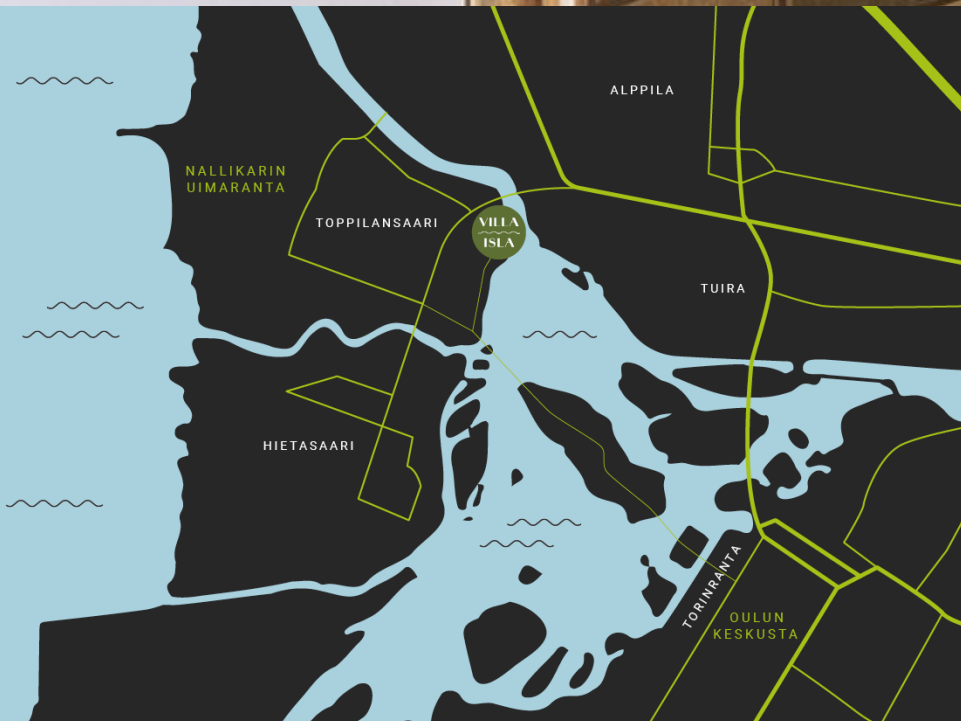 ALPPILA
NALLIKARIN
UIMARANTA
TOPPILANSAARI
VILLA
ISLA
TUIRA
HIETASAARI
TORINRANTA
OULUN
KESKUSTA